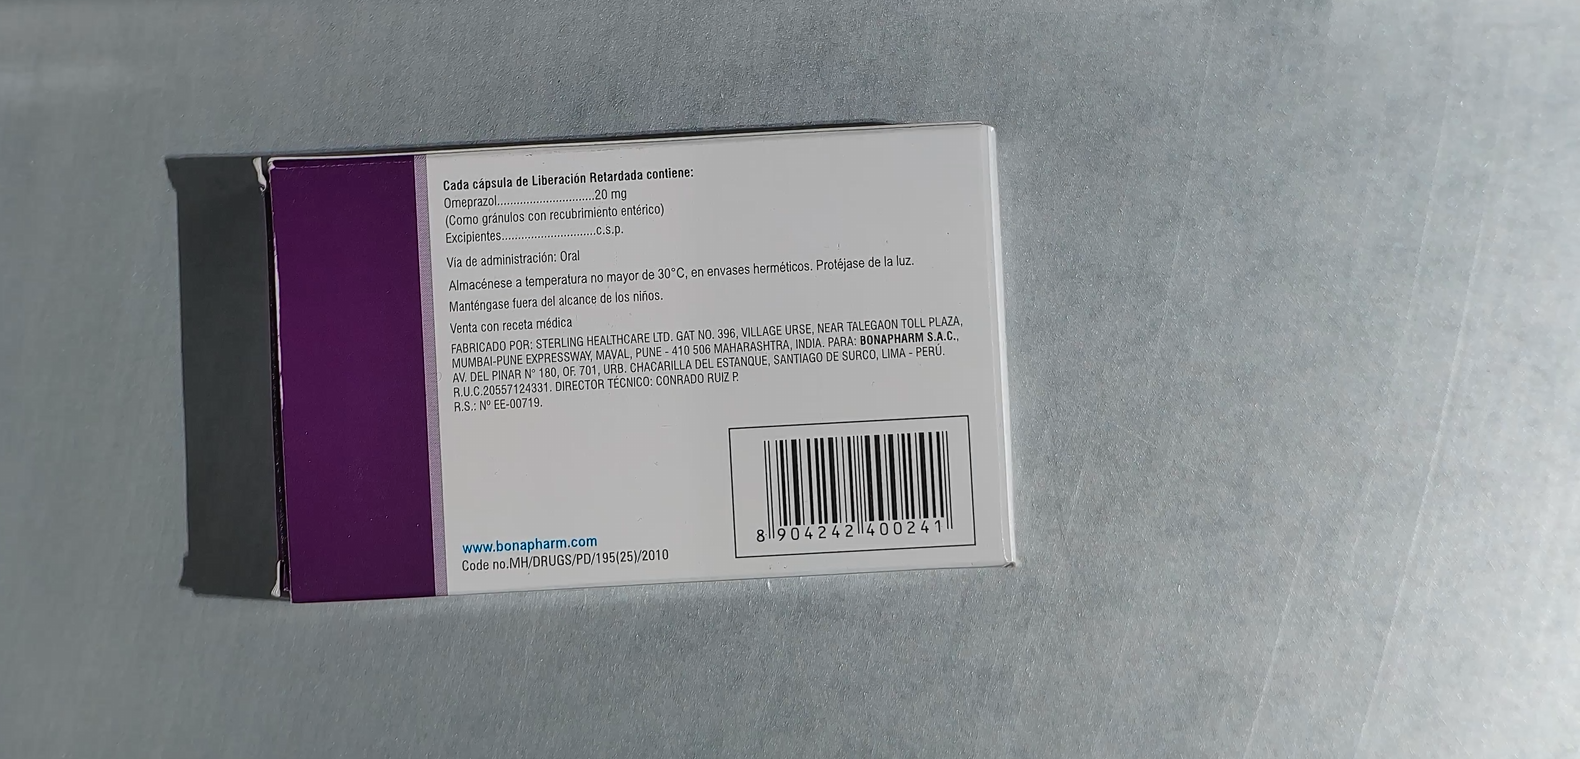 Cada cápsula de Liberación Retardada contiene:
Omeprazol..............................20 mg
(Como gránulos con recubrimiento entérico)
Excipientes.............................c.s.p.
Vía de administración: Oral
Almacénese a temperatura no mayor de 30°C, en envases herméticos. Protéjase de la luz.
Manténgase fuera del alcance de los niños.
Venta con receta médica
FABRICADO POR: STERLING HEALTHCARE LTD. GAT NO. 396, VILLAGE URSE, NEAR TALEGAON TOLL PLAZA,
MUMBAI-PUNE EXPRESSWAY, MAVAL, PUNE - 410 506 MAHARASHTRA, INDIA. PARA: BONAPHARM S.A.C.,
AV. DEL PINAR N° 180, OF. 701, URB. CHACARILLA DEL ESTANQUE, SANTIAGO DE SURCO, LIMA - PERÚ.
R.U.C.20557124331. DIRECTOR TÉCNICO: CONRADO RUIZ P.
R.S.: Nº EE-00719.
www.bonapharm.com
Code no.MH/DRUGS/PD/195(25)/2010
8 904242 400241